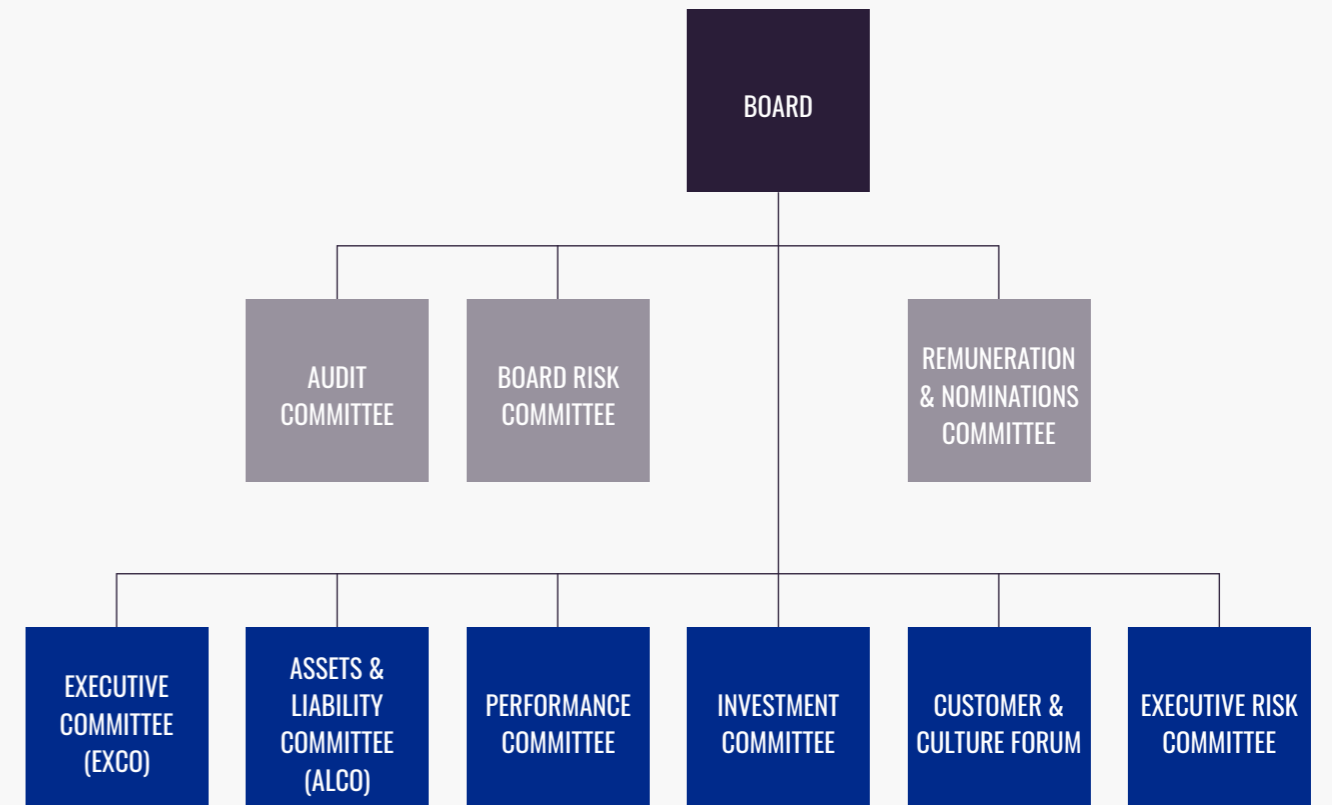 BOARD
AUDIT
COMMITTEE
BOARD RISK
COMMITTEE
REMUNERATION
& NOMINATIONS
COMMITTEE
EXECUTIVE
COMMITTEE
(EXCO)
ASSETS &
LIABILITY
COMMITTEE
(ALCO)
PERFORMANCE
COMMITTEE
INVESTMENT
COMMITTEE
CUSTOMER &
CULTURE FORUM
EXECUTIVE RISK
COMMITTEE